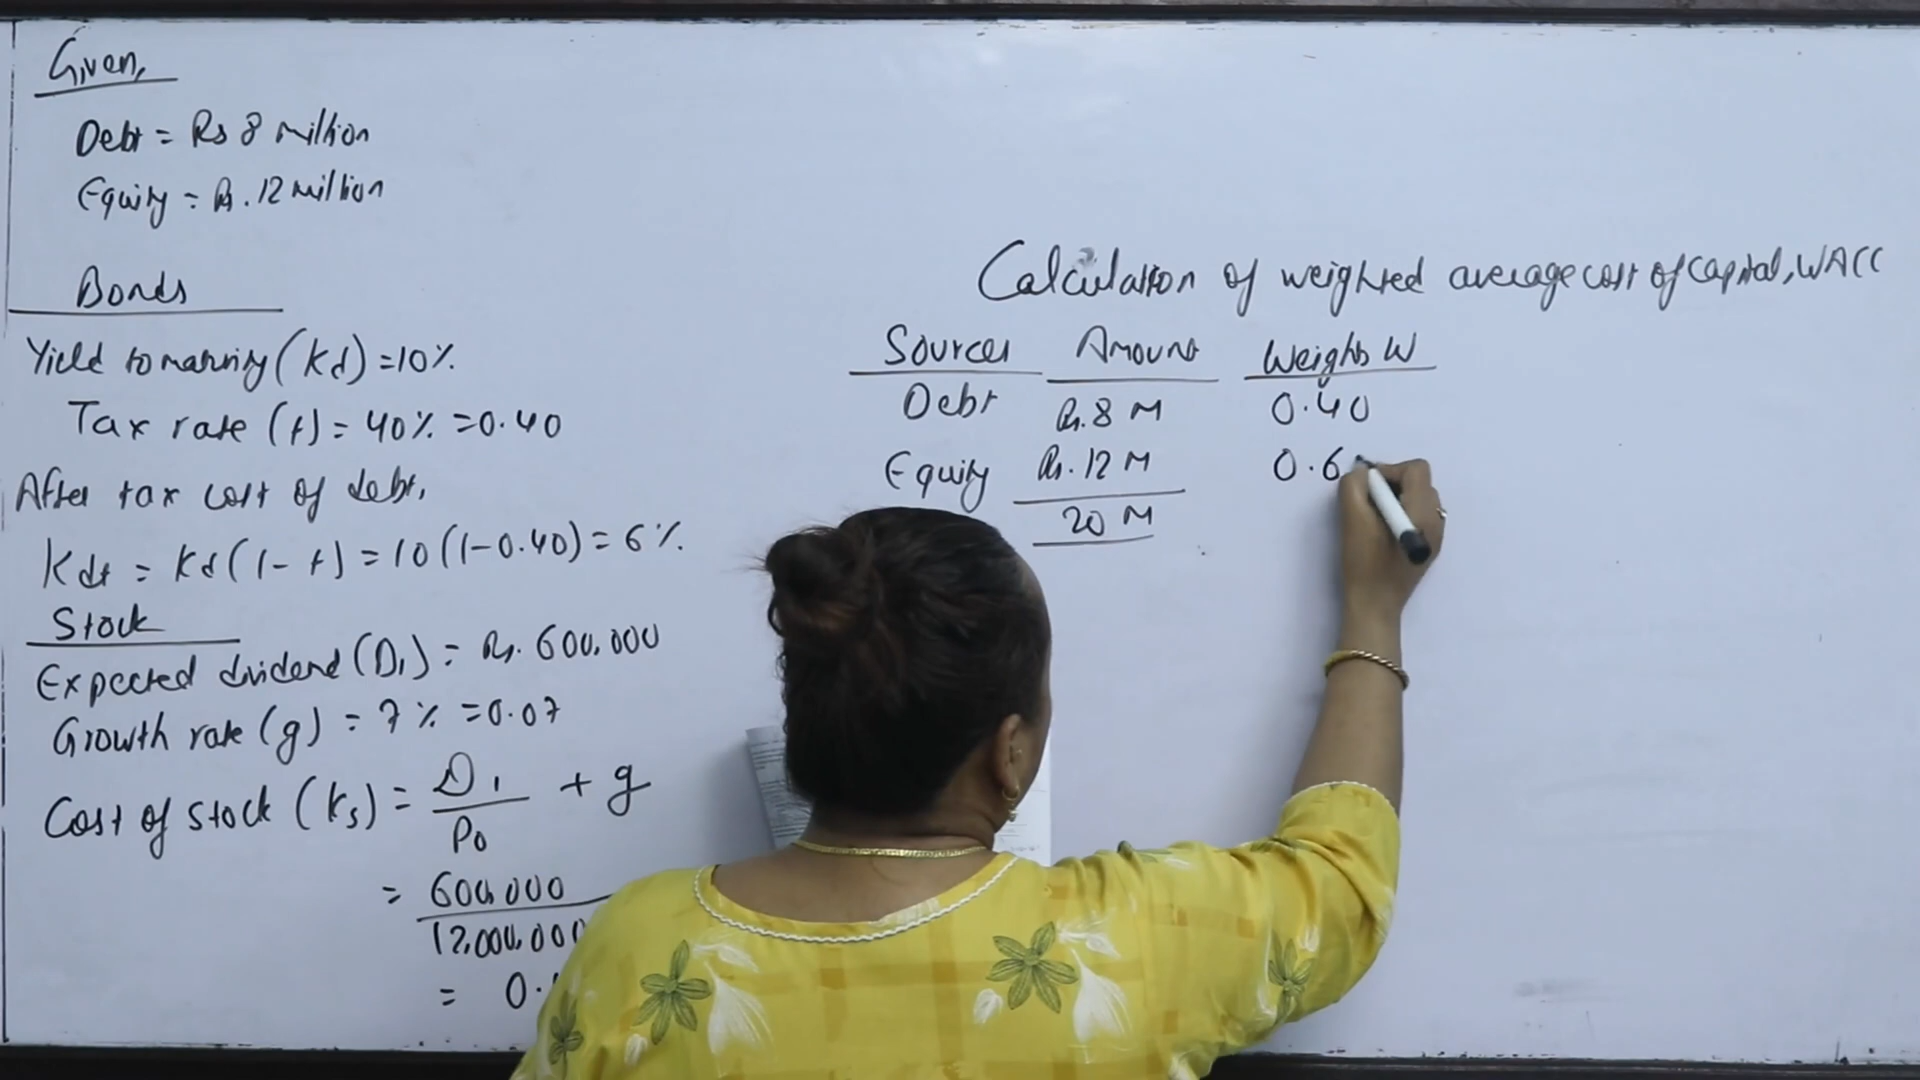 Given,
Debt = Rs 8 million
Equity = Rs. 12 million
Bonds
Yield to maturity (Kd) = 10%.
Tax rate (t) = 40% = 0.40
After tax cost of debt,
Kdt = Kd (1 - t) = 10 (1 - 0.40) = 6%.
Stock
Expected dividend (D1) = Rs. 600,000
Growth rate (g) = 7% = 0.07
Cost of stock (Ks) = D1 / P0 + g
= 600,000 / 12,000,000
= 0.
Calculation of weighted average cost of capital, WACC
Sources Amount Weights W
Debt Rs. 8 M 0.40
Equity Rs. 12 M 0.6
20 M